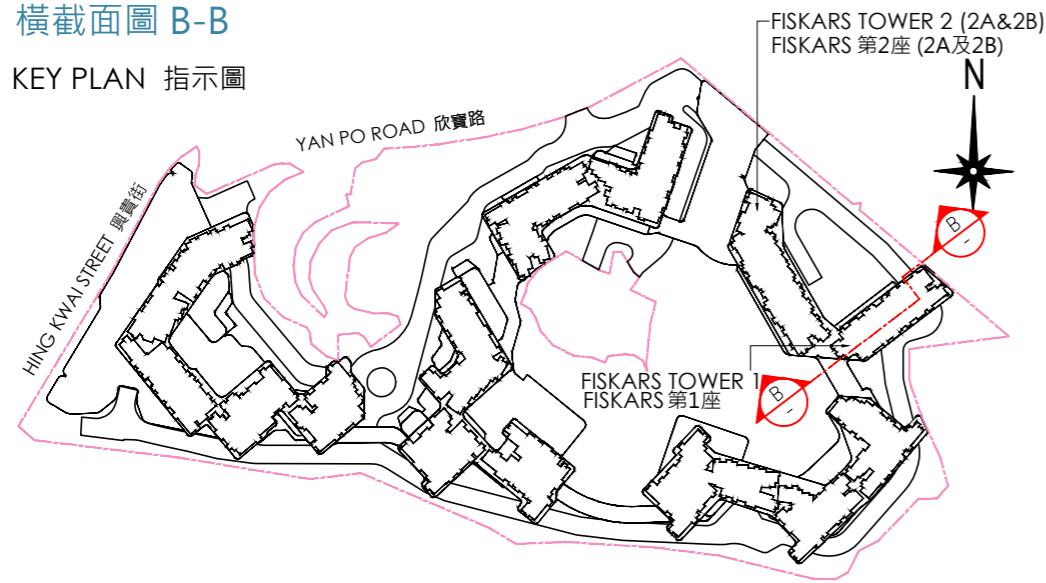 橫截面圖 B-B
KEY PLAN 指示圖
FISKARS TOWER 2 (2A&2B)
FISKARS 第2座 (2A及2B)
N
YAN PO ROAD 欣寶路
HING KWAI STREET 興貴街
B
-
FISKARS TOWER 1
FISKARS 第1座
B
-